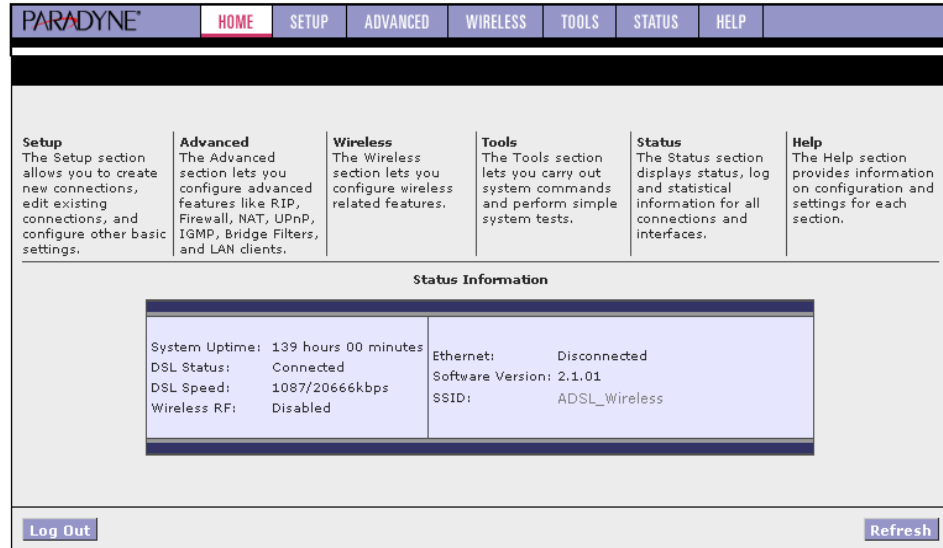 PARADYNE®
HOME SETUP ADVANCED WIRELESS TOOLS STATUS HELP
Setup
The Setup section
allows you to create
new connections,
edit existing
connections, and
configure other basic
settings.
Advanced
The Advanced
section lets you
configure advanced
features like RIP,
Firewall, NAT, UPnP,
IGMP, Bridge Filters,
and LAN clients.
Wireless
The Wireless
section lets you
configure wireless
related features.
Tools
The Tools section
lets you carry out
system commands
and perform simple
system tests.
Status
The Status section
displays status, log
and statistical
information for all
connections and
interfaces.
Help
The Help section
provides information
on configuration and
settings for each
section.
Status Information
System Uptime: 139 hours 00 minutes
DSL Status: Connected
DSL Speed: 1087/20666kbps
Wireless RF: Disabled
Ethernet: Disconnected
Software Version: 2.1.01
SSID: ADSL_Wireless
Log Out
Refresh